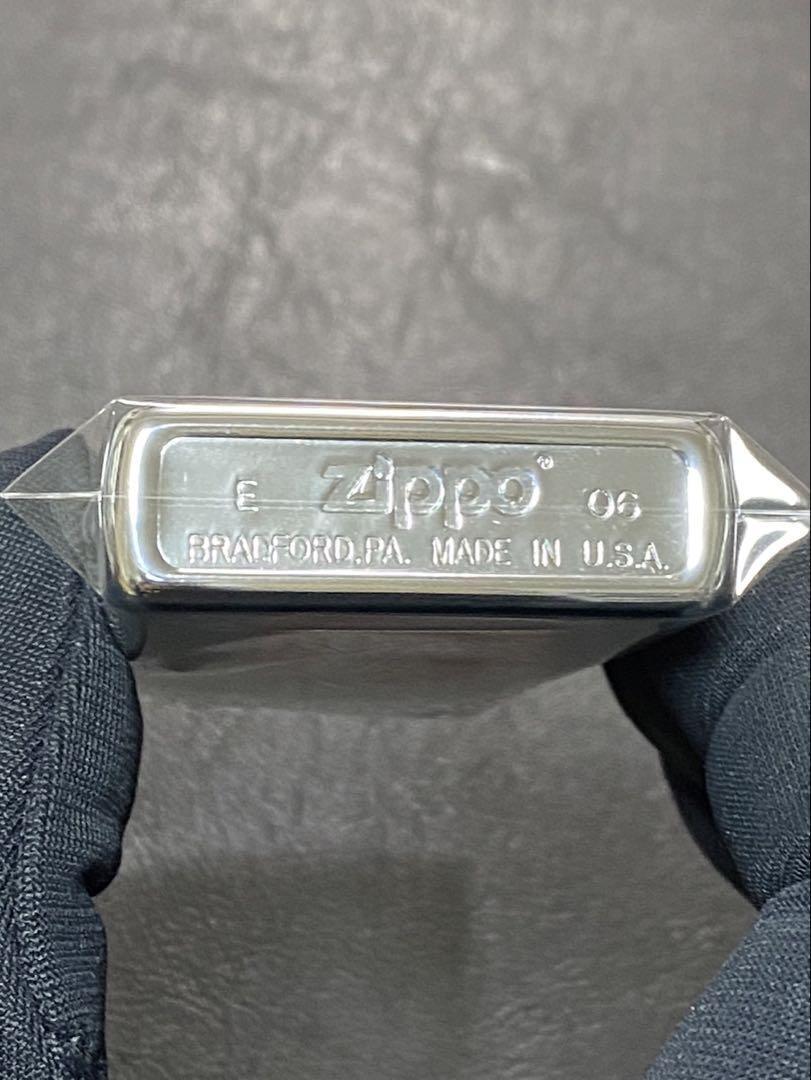 E Zippo® '06
BRADFORD, PA. MADE IN U.S.A.